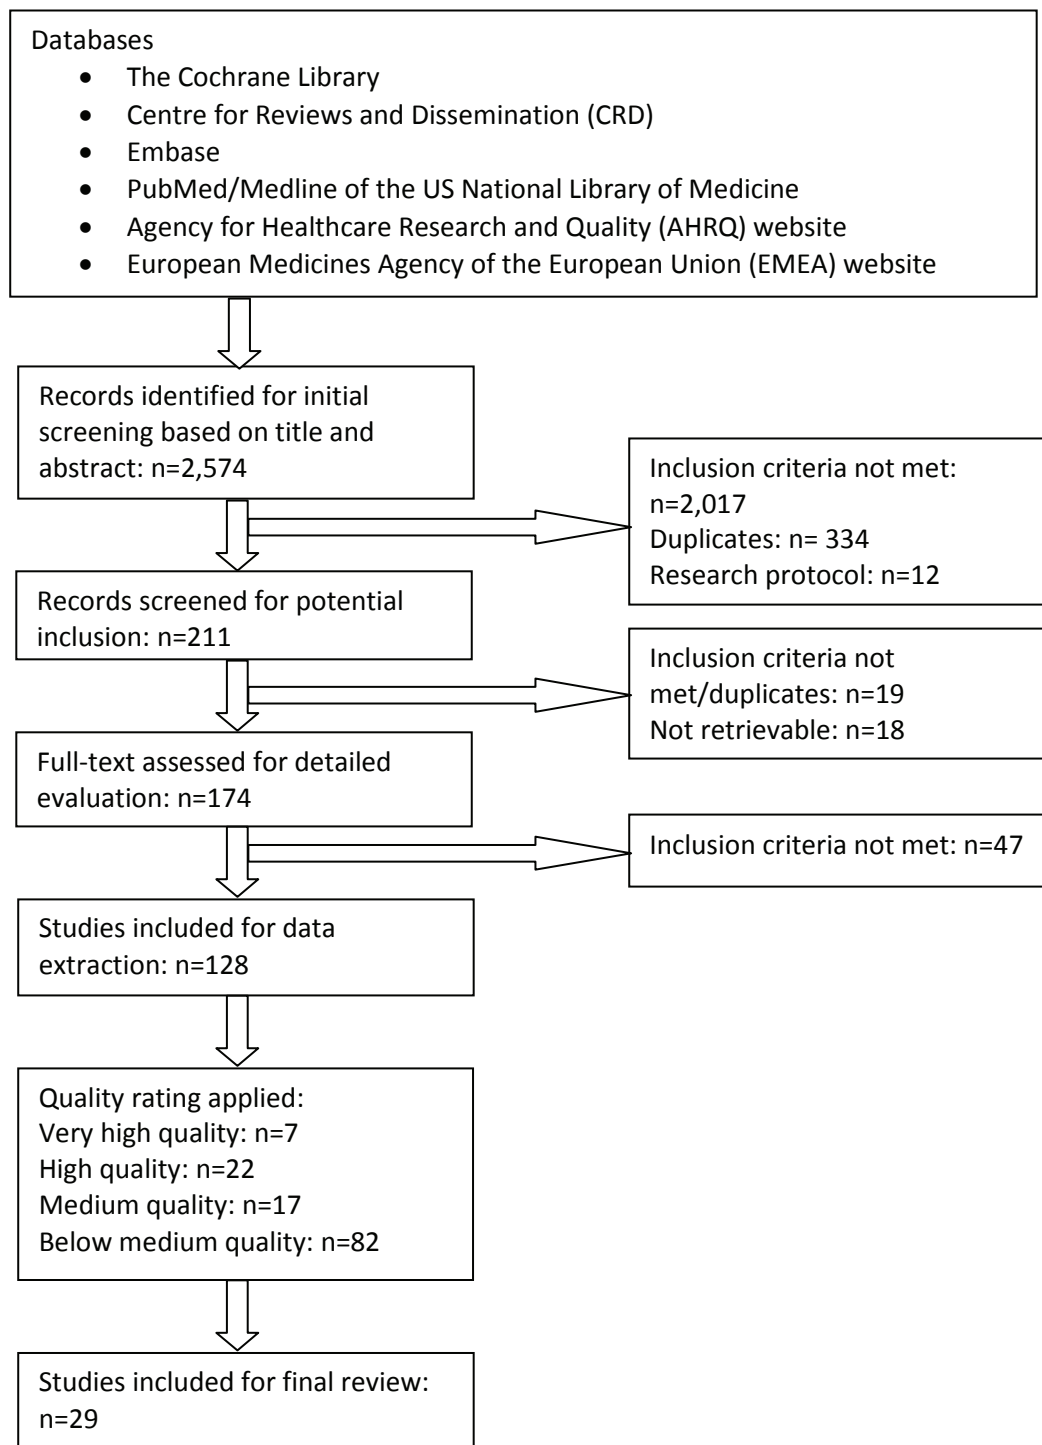 Databases
• The Cochrane Library
• Centre for Reviews and Dissemination (CRD)
• Embase
• PubMed/Medline of the US National Library of Medicine
• Agency for Healthcare Research and Quality (AHRQ) website
• European Medicines Agency of the European Union (EMEA) website
Records identified for initial
screening based on title and
abstract: n=2,574
Inclusion criteria not met:
n=2,017
Duplicates: n= 334
Research protocol: n=12
Records screened for potential
inclusion: n=211
Inclusion criteria not
met/duplicates: n=19
Not retrievable: n=18
Full-text assessed for detailed
evaluation: n=174
Inclusion criteria not met: n=47
Studies included for data
extraction: n=128
Quality rating applied:
Very high quality: n=7
High quality: n=22
Medium quality: n=17
Below medium quality: n=82
Studies included for final review:
n=29